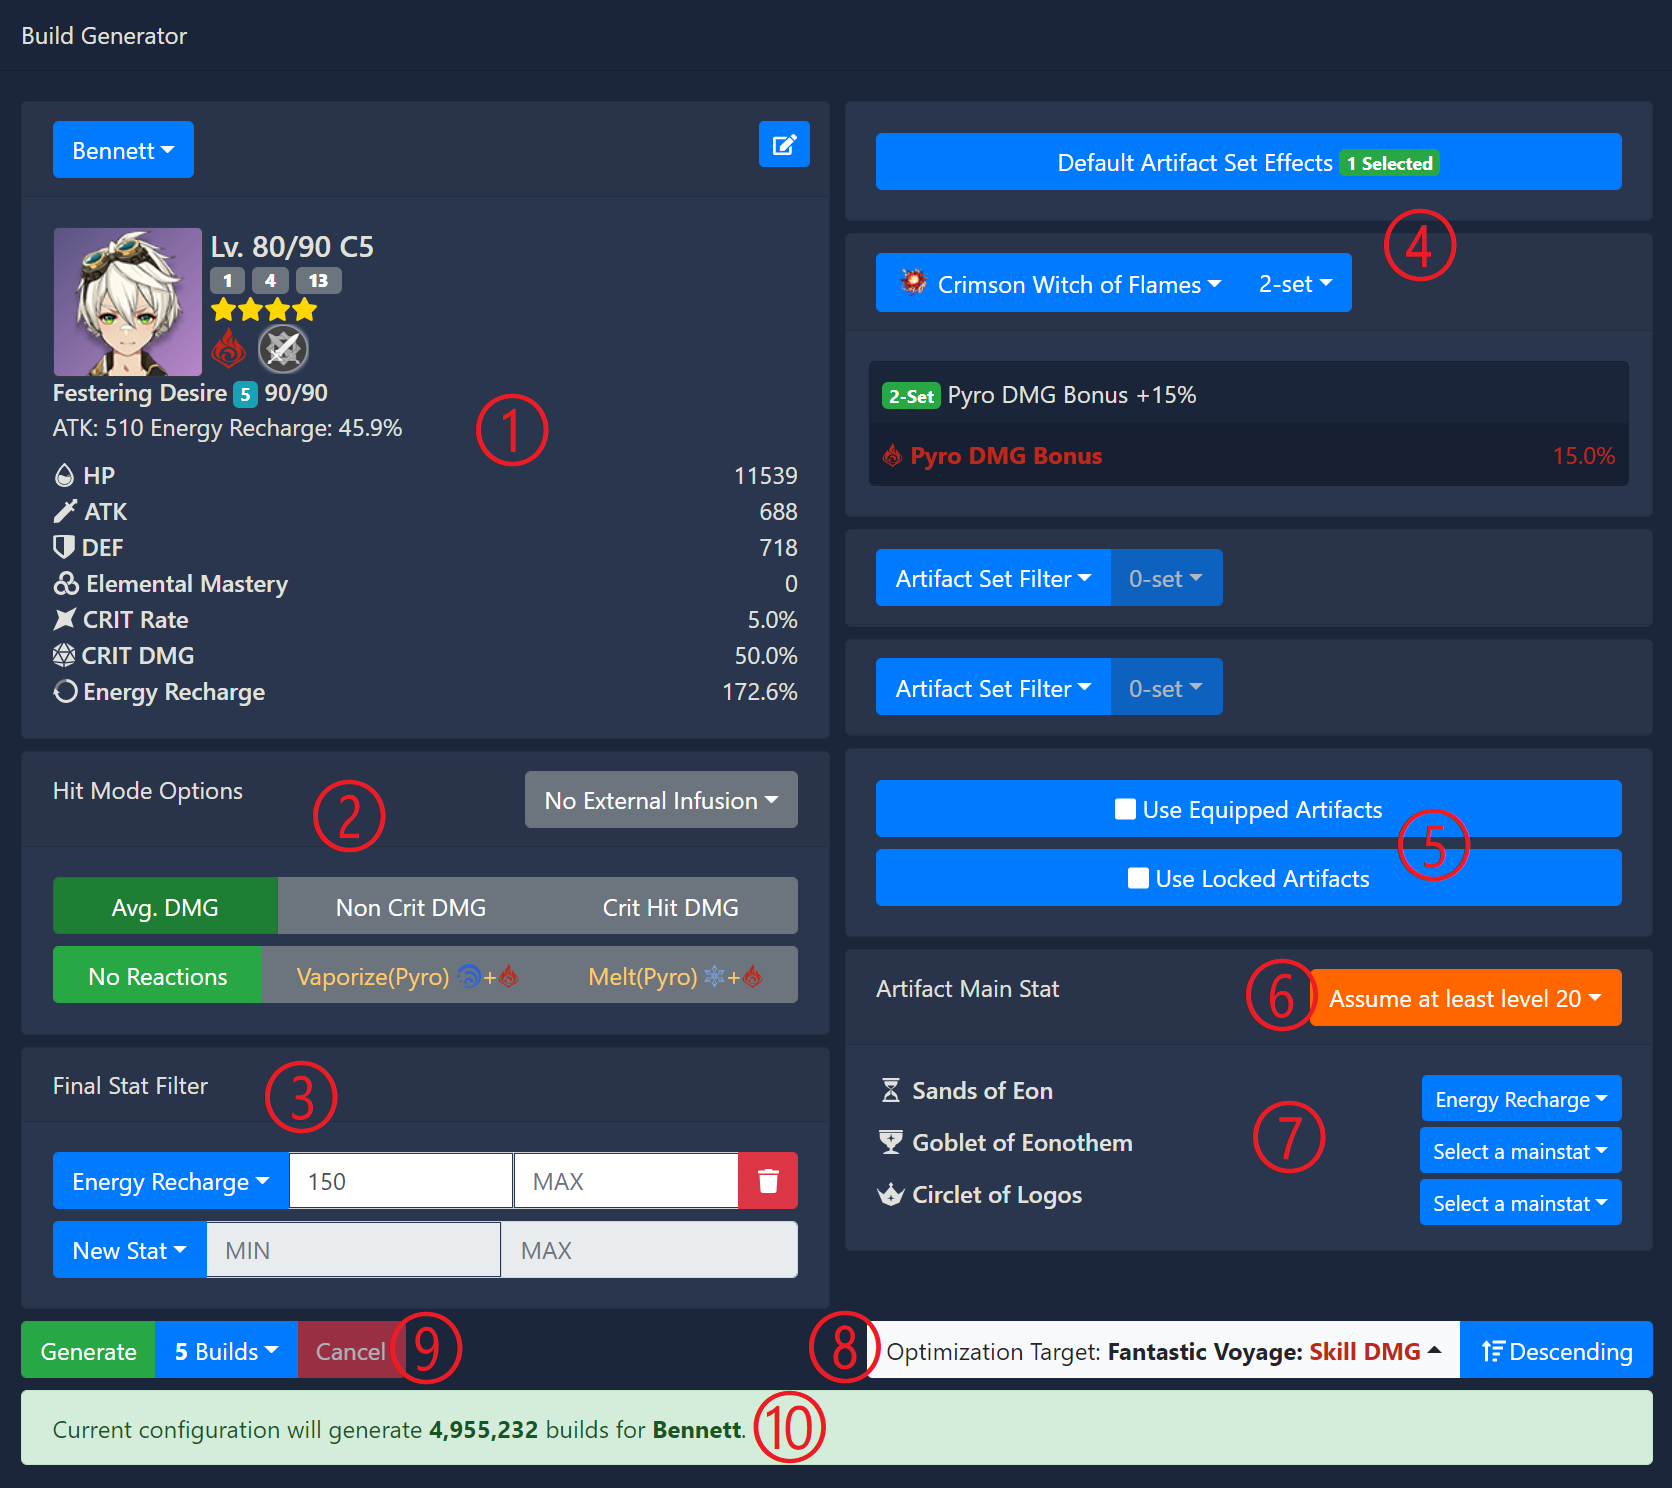 Build Generator
Bennett
Lv. 80/90 C5
1 4 13
Festering Desire 5 90/90
ATK: 510 Energy Recharge: 45.9%
①
HP 11539
ATK 688
DEF 718
Elemental Mastery 0
CRIT Rate 5.0%
CRIT DMG 50.0%
Energy Recharge 172.6%
Hit Mode Options
②
No External Infusion
Avg. DMG Non Crit DMG Crit Hit DMG
No Reactions Vaporize(Pyro) + Melt(Pyro) +
Final Stat Filter
③
Energy Recharge 150 MAX
New Stat MIN MAX
Default Artifact Set Effects 1 Selected
④
Crimson Witch of Flames 2-set
2-Set Pyro DMG Bonus +15%
Pyro DMG Bonus 15.0%
Artifact Set Filter 0-set
Artifact Set Filter 0-set
Use Equipped Artifacts
⑤
Use Locked Artifacts
Artifact Main Stat
⑥
Assume at least level 20
Sands of Eon Energy Recharge
⑦
Goblet of Eonothem Select a mainstat
Circlet of Logos Select a mainstat
Generate 5 Builds Cancel ⑨
⑧ Optimization Target: Fantastic Voyage: Skill DMG Descending
Current configuration will generate 4,955,232 builds for Bennett. ⑩